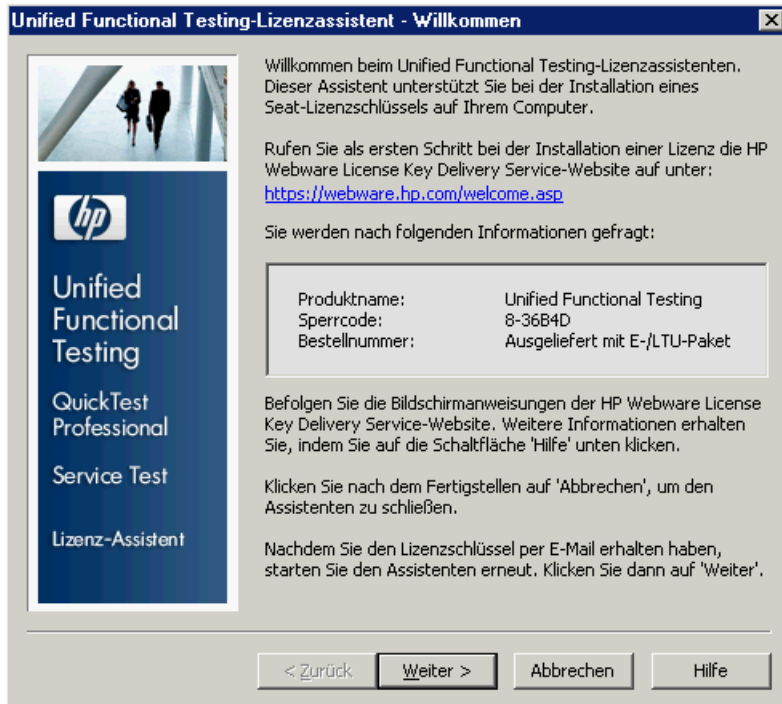 Unified Functional Testing-Lizenzassistent - Willkommen
Willkommen beim Unified Functional Testing-Lizenzassistenten.
Dieser Assistent unterstützt Sie bei der Installation eines
Seat-Lizenzschlüssels auf Ihrem Computer.
Rufen Sie als ersten Schritt bei der Installation einer Lizenz die HP
Webware License Key Delivery Service-Website auf unter:
https://webware.hp.com/welcome.asp
Sie werden nach folgenden Informationen gefragt:
Produktname: Unified Functional Testing
Sperrcode: 8-36B4D
Bestellnummer: Ausgeliefert mit E-/LTU-Paket
Befolgen Sie die Bildschirmanweisungen der HP Webware License
Key Delivery Service-Website. Weitere Informationen erhalten
Sie, indem Sie auf die Schaltfläche 'Hilfe' unten klicken.
Klicken Sie nach dem Fertigstellen auf 'Abbrechen', um den
Assistenten zu schließen.
Nachdem Sie den Lizenzschlüssel per E-Mail erhalten haben,
starten Sie den Assistenten erneut. Klicken Sie dann auf 'Weiter'.
hp
Unified
Functional
Testing
QuickTest
Professional
Service Test
Lizenz-Assistent
< Zurück
Weiter >
Abbrechen
Hilfe